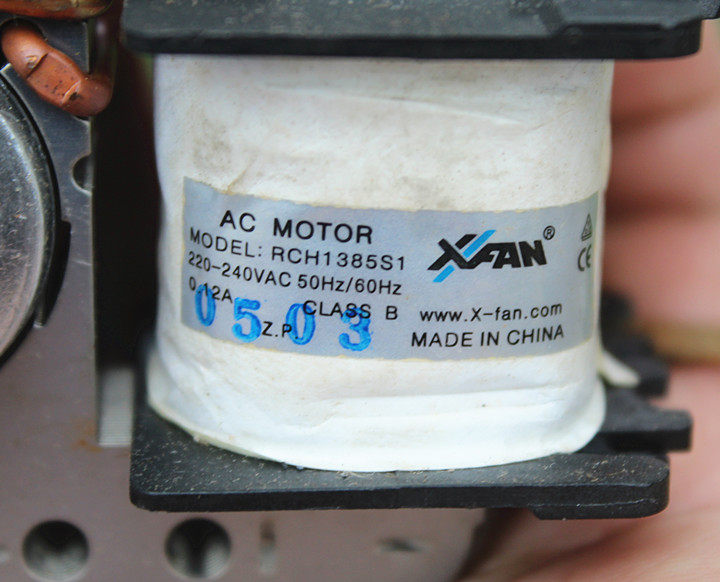 AC MOTOR
MODEL: RCH1385S1
220-240VAC 50Hz/60Hz
0.12A CLASS B
Z.P.
0503
X-FAN®
CE
www.X-fan.com
MADE IN CHINA